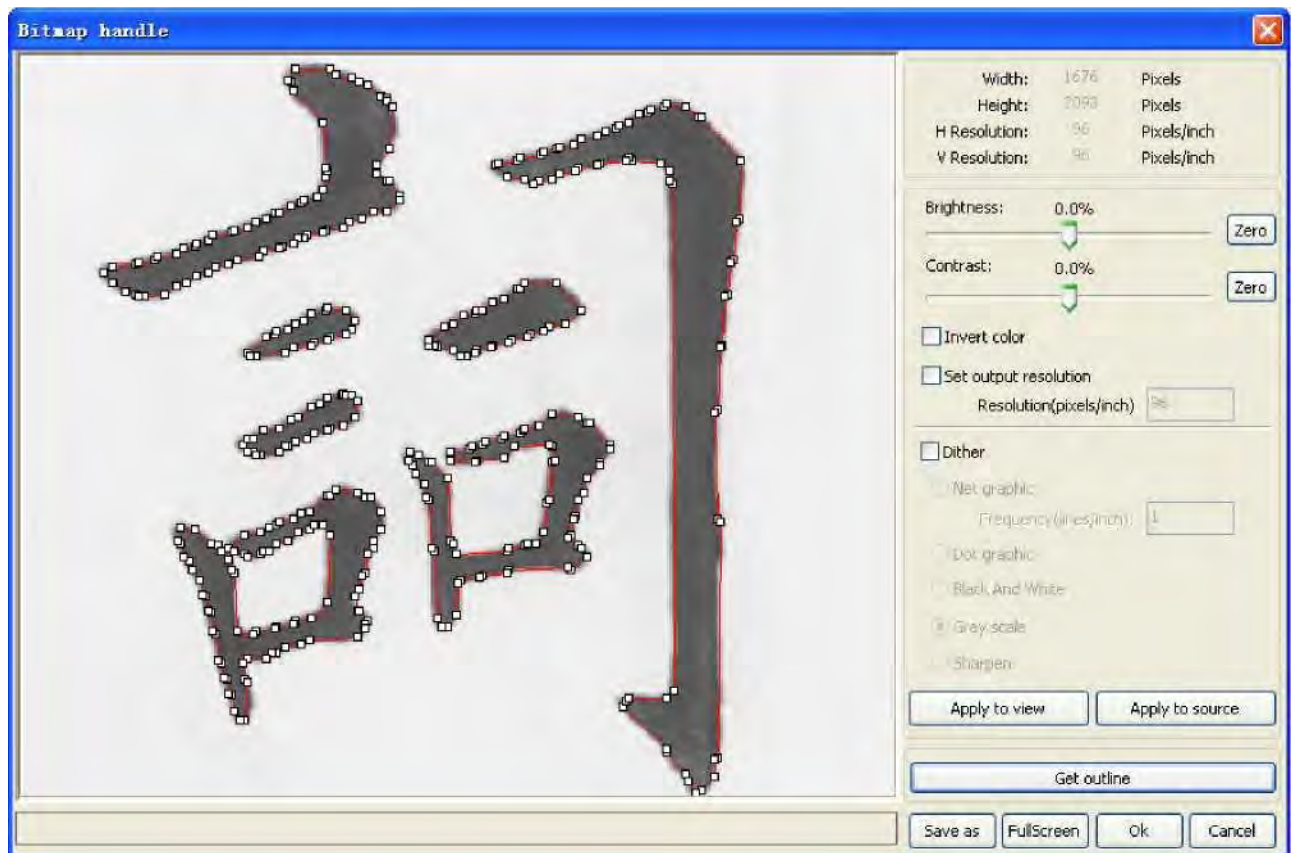 Bitmap handle
詞
Width: 1676 Pixels
Height: 2093 Pixels
H Resolution: 96 Pixels/inch
V Resolution: 96 Pixels/inch
Brightness: 0.0% Zero
Contrast: 0.0% Zero
Invert color
Set output resolution
Resolution(pixels/inch) 96
Dither
Net graphic
Frequency(lines/inch): 1
Dot graphic
Black And White
Gray scale
Sharpen
Apply to view Apply to source
Get outline
Save as FullScreen Ok Cancel